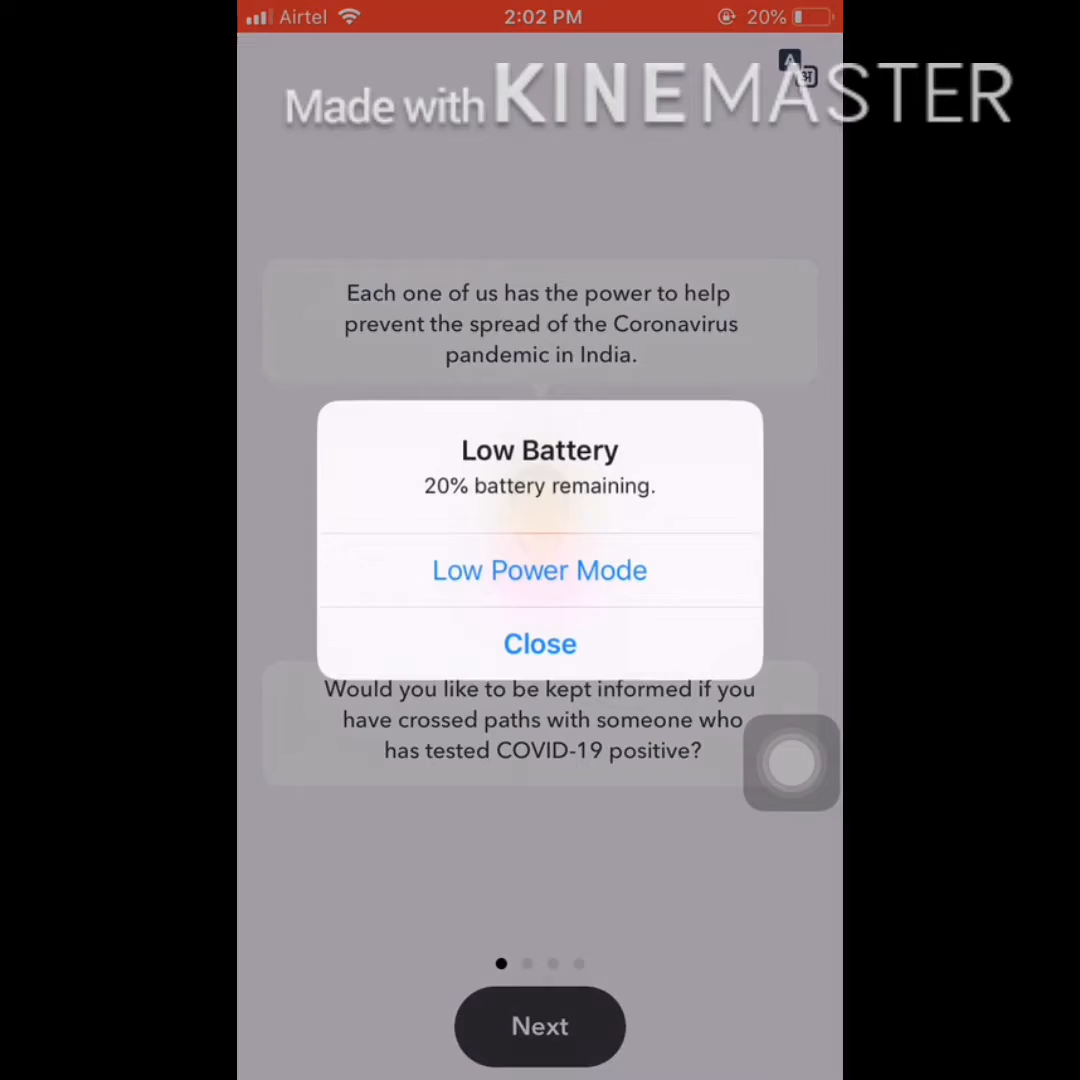 Airtel 2:02 PM 20%
A
अ
Made with KINEMASTER
Each one of us has the power to help
prevent the spread of the Coronavirus
pandemic in India.
Low Battery
20% battery remaining.
Low Power Mode
Close
Would you like to be kept informed if you
have crossed paths with someone who
has tested COVID-19 positive?
Next